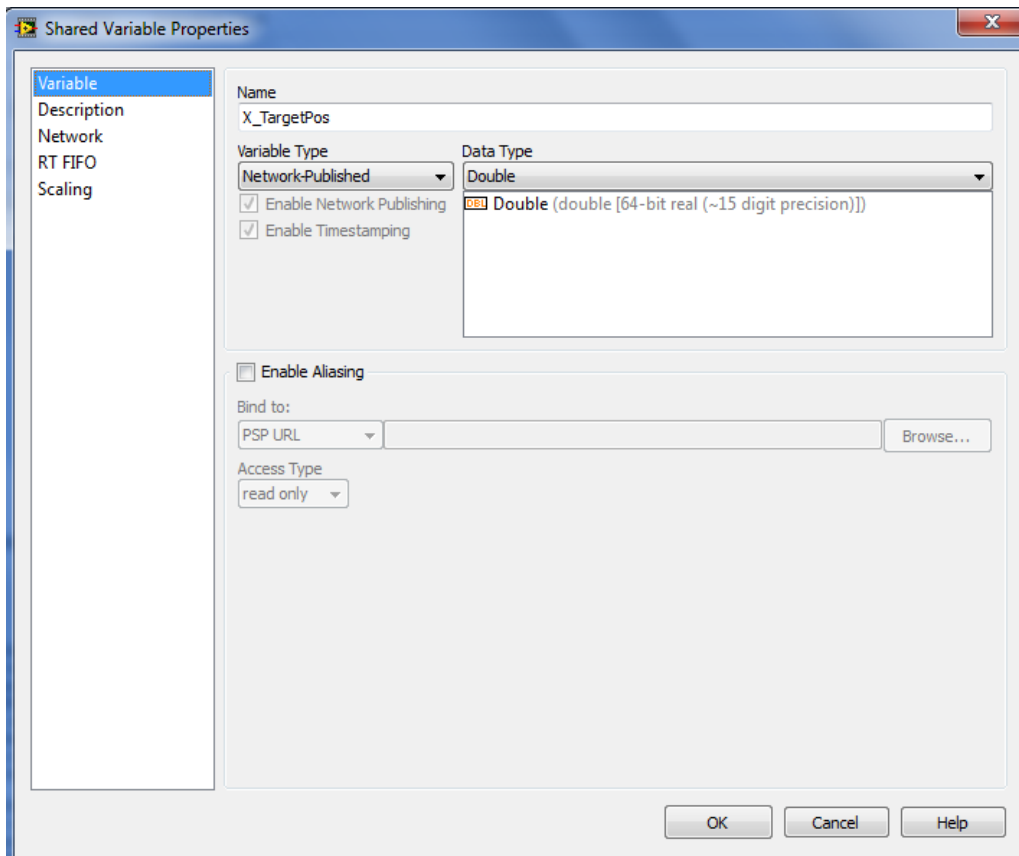 Shared Variable Properties
Variable
Description
Network
RT FIFO
Scaling
Name
X_TargetPos
Variable Type
Data Type
Network-Published
Double
Enable Network Publishing
DBL Double (double [64-bit real (~15 digit precision)])
Enable Timestamping
Enable Aliasing
Bind to:
PSP URL
Browse...
Access Type
read only
OK
Cancel
Help